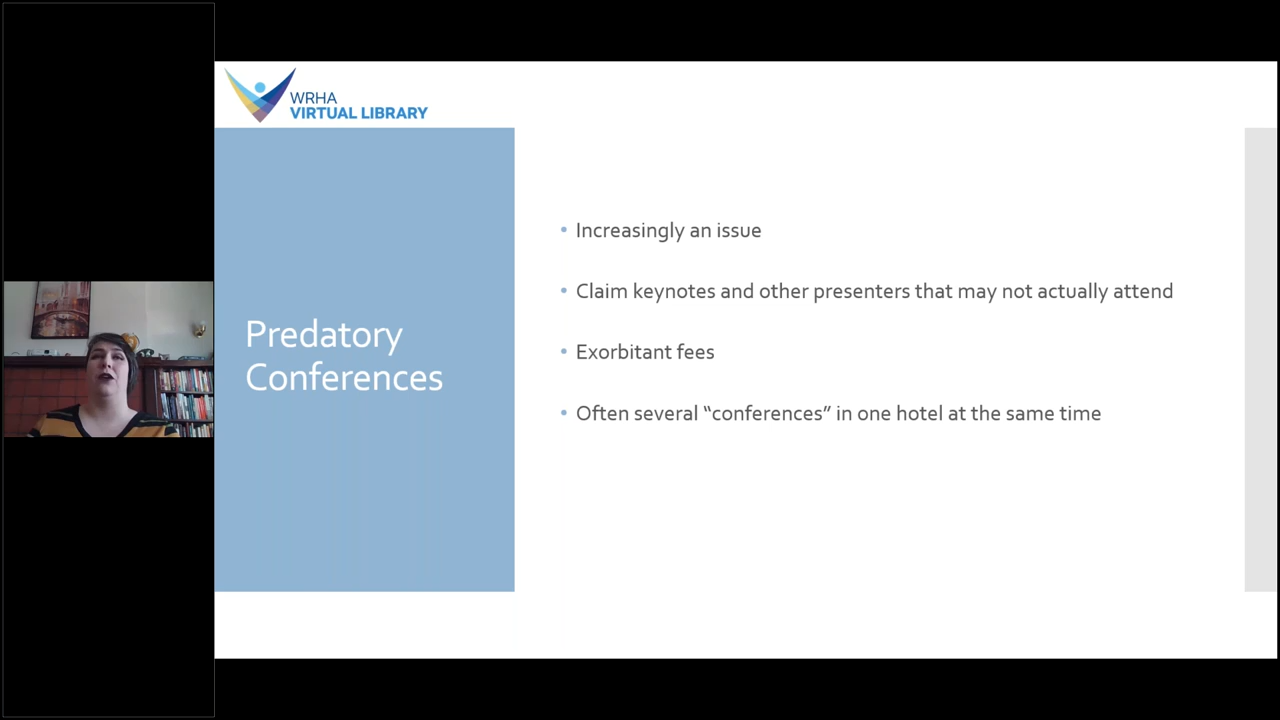 WRHA
VIRTUAL LIBRARY
Predatory
Conferences
• Increasingly an issue
• Claim keynotes and other presenters that may not actually attend
• Exorbitant fees
• Often several “conferences” in one hotel at the same time